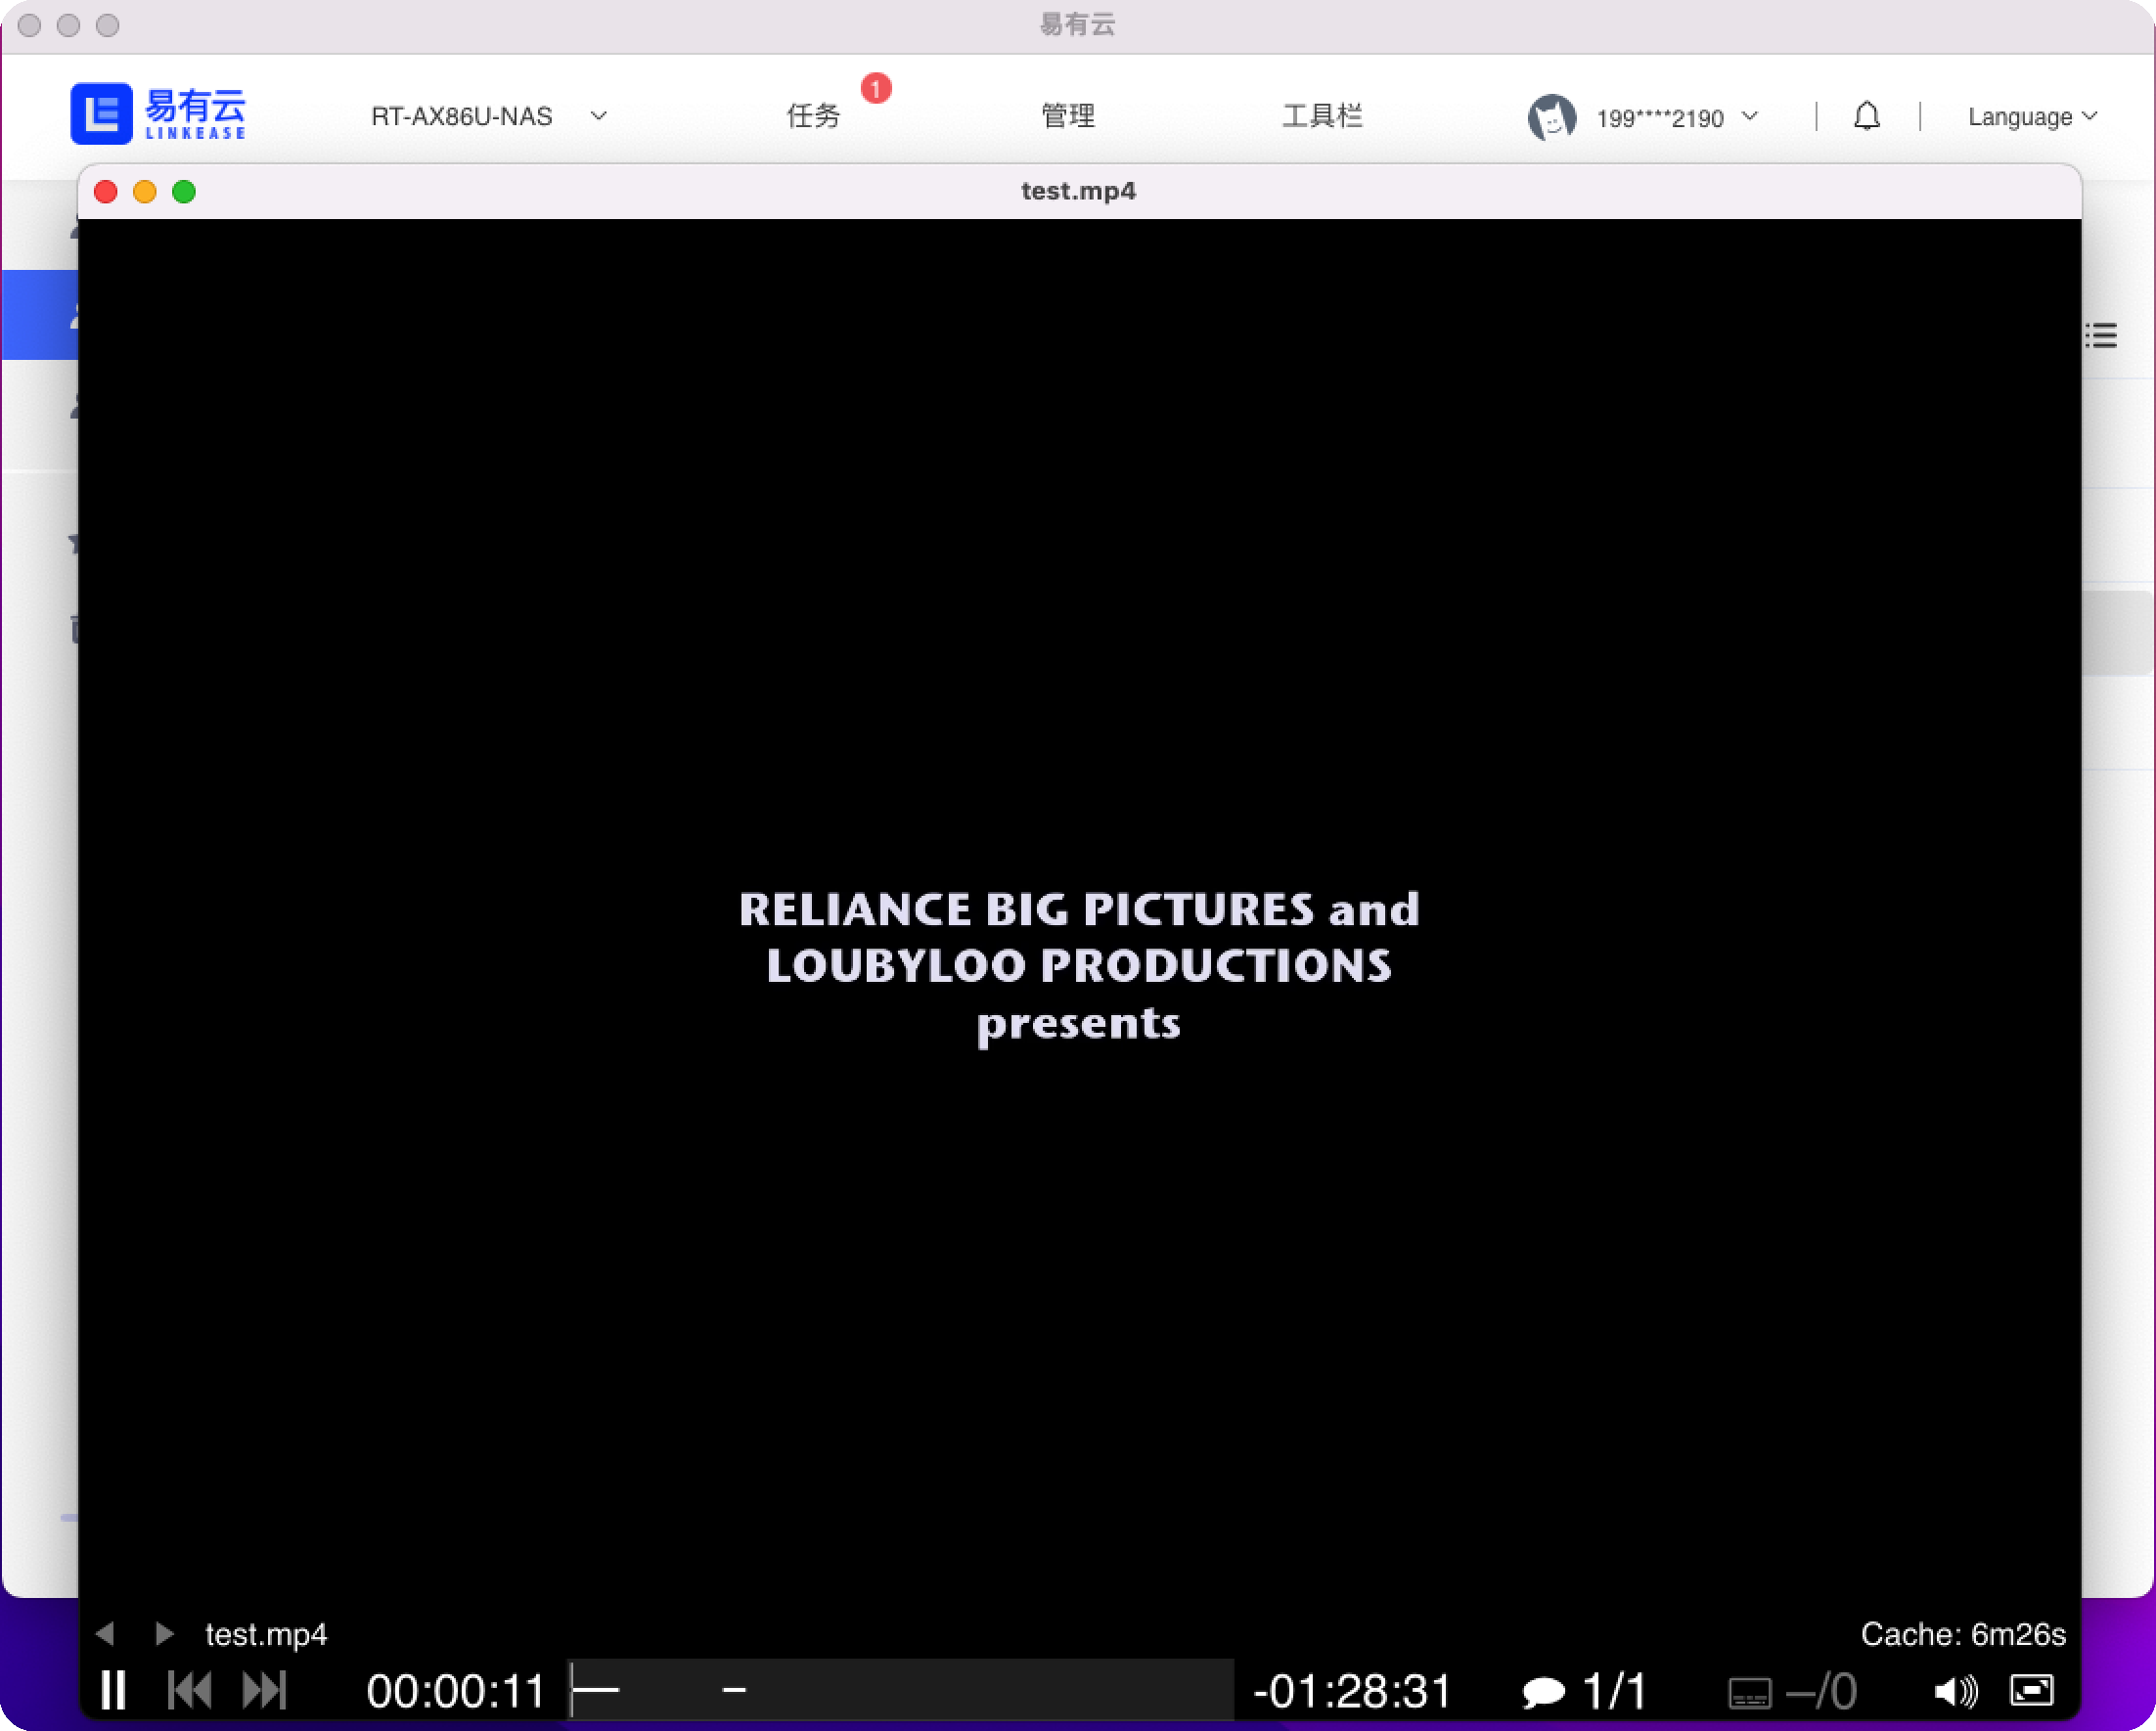 易有云
易有云
LINKEASE
RT-AX86U-NAS
任务
1
管理
工具栏
199****2190
Language
test.mp4
RELIANCE BIG PICTURES and
LOUBYLOO PRODUCTIONS
presents
test.mp4
Cache: 6m26s
00:00:11
-01:28:31
1/1
–/0